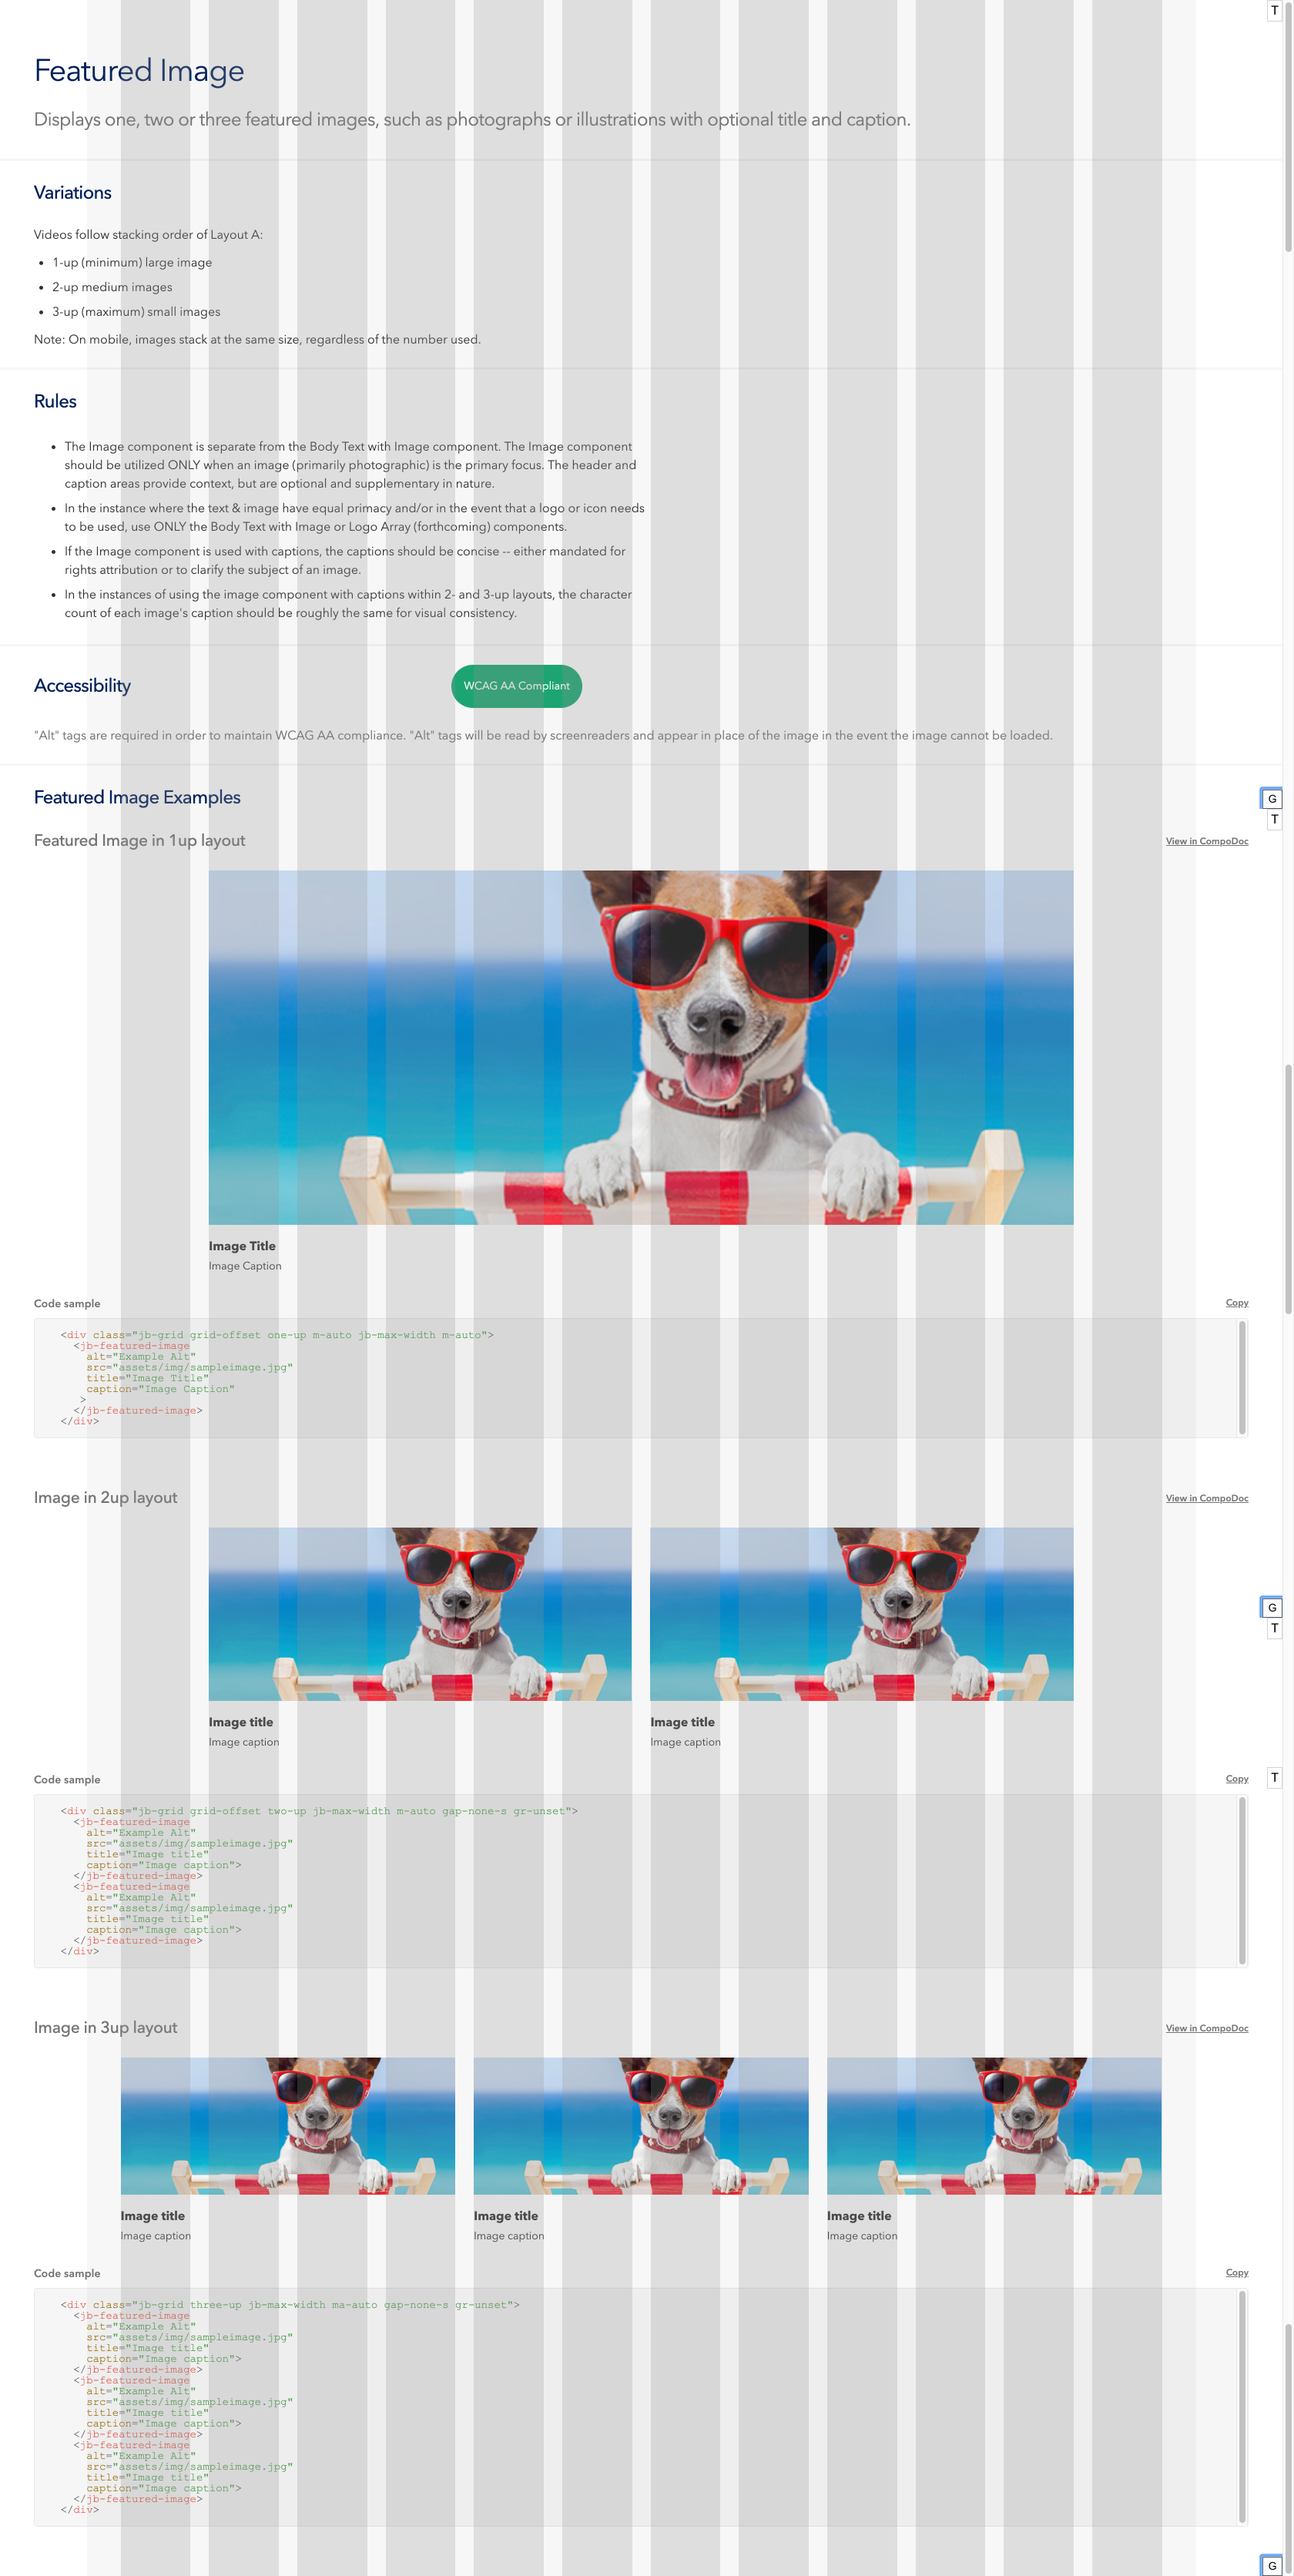 T
Featured Image
Displays one, two or three featured images, such as photographs or illustrations with optional title and caption.
Variations
Videos follow stacking order of Layout A:
• 1-up (minimum) large image
• 2-up medium images
• 3-up (maximum) small images
Note: On mobile, images stack at the same size, regardless of the number used.
Rules
• The Image component is separate from the Body Text with Image component. The Image component
should be utilized ONLY when an image (primarily photographic) is the primary focus. The header and
caption areas provide context, but are optional and supplementary in nature.
• In the instance where the text & image have equal primacy and/or in the event that a logo or icon needs
to be used, use ONLY the Body Text with Image or Logo Array (forthcoming) components.
• If the Image component is used with captions, the captions should be concise -- either mandated for
rights attribution or to clarify the subject of an image.
• In the instances of using the image component with captions within 2- and 3-up layouts, the character
count of each image's caption should be roughly the same for visual consistency.
Accessibility
WCAG AA Compliant
"Alt" tags are required in order to maintain WCAG AA compliance. "Alt" tags will be read by screenreaders and appear in place of the image in the event the image cannot be loaded.
Featured Image Examples
G
T
Featured Image in 1up layout
View in CompoDoc
Image Title
Image Caption
Code sample
Copy
<div class="jb-grid grid-offset one-up m-auto jb-max-width m-auto">
<jb-featured-image
alt="Example Alt"
src="assets/img/sampleimage.jpg"
title="Image Title"
caption="Image Caption"
>
</jb-featured-image>
</div>
Image in 2up layout
View in CompoDoc
G
T
Image title
Image caption
Image title
Image caption
Code sample
Copy
T
<div class="jb-grid grid-offset two-up jb-max-width m-auto gap-none-s gr-unset">
<jb-featured-image
alt="Example Alt"
src="assets/img/sampleimage.jpg"
title="Image title"
caption="Image caption">
</jb-featured-image>
<jb-featured-image
alt="Example Alt"
src="assets/img/sampleimage.jpg"
title="Image title"
caption="Image caption">
</jb-featured-image>
</div>
Image in 3up layout
View in CompoDoc
Image title
Image caption
Image title
Image caption
Image title
Image caption
Code sample
Copy
<div class="jb-grid three-up jb-max-width ma-auto gap-none-s gr-unset">
<jb-featured-image
alt="Example Alt"
src="assets/img/sampleimage.jpg"
title="Image title"
caption="Image caption">
</jb-featured-image>
<jb-featured-image
alt="Example Alt"
src="assets/img/sampleimage.jpg"
title="Image title"
caption="Image caption">
</jb-featured-image>
<jb-featured-image
alt="Example Alt"
src="assets/img/sampleimage.jpg"
title="Image title"
caption="Image caption">
</jb-featured-image>
</div>
G